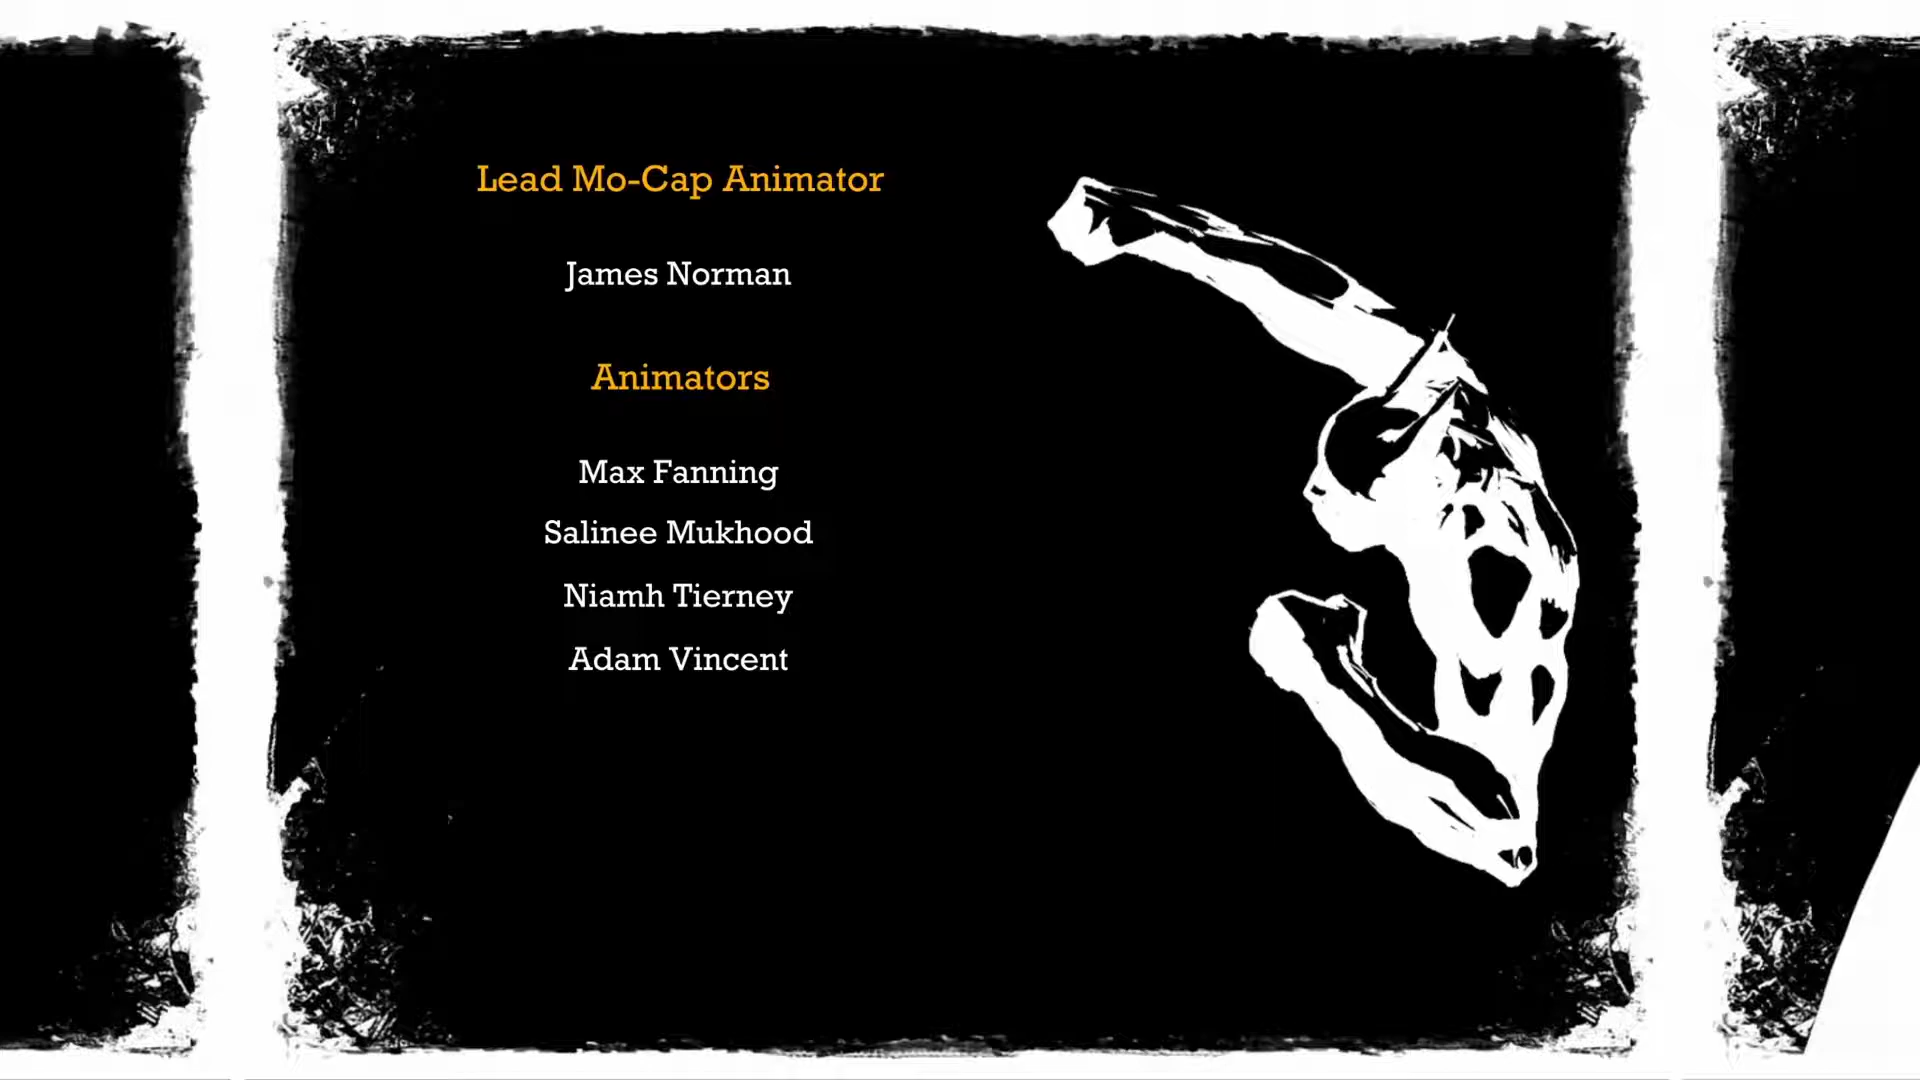 Lead Mo-Cap Animator
James Norman
Animators
Max Fanning
Salinee Mukhood
Niamh Tierney
Adam Vincent